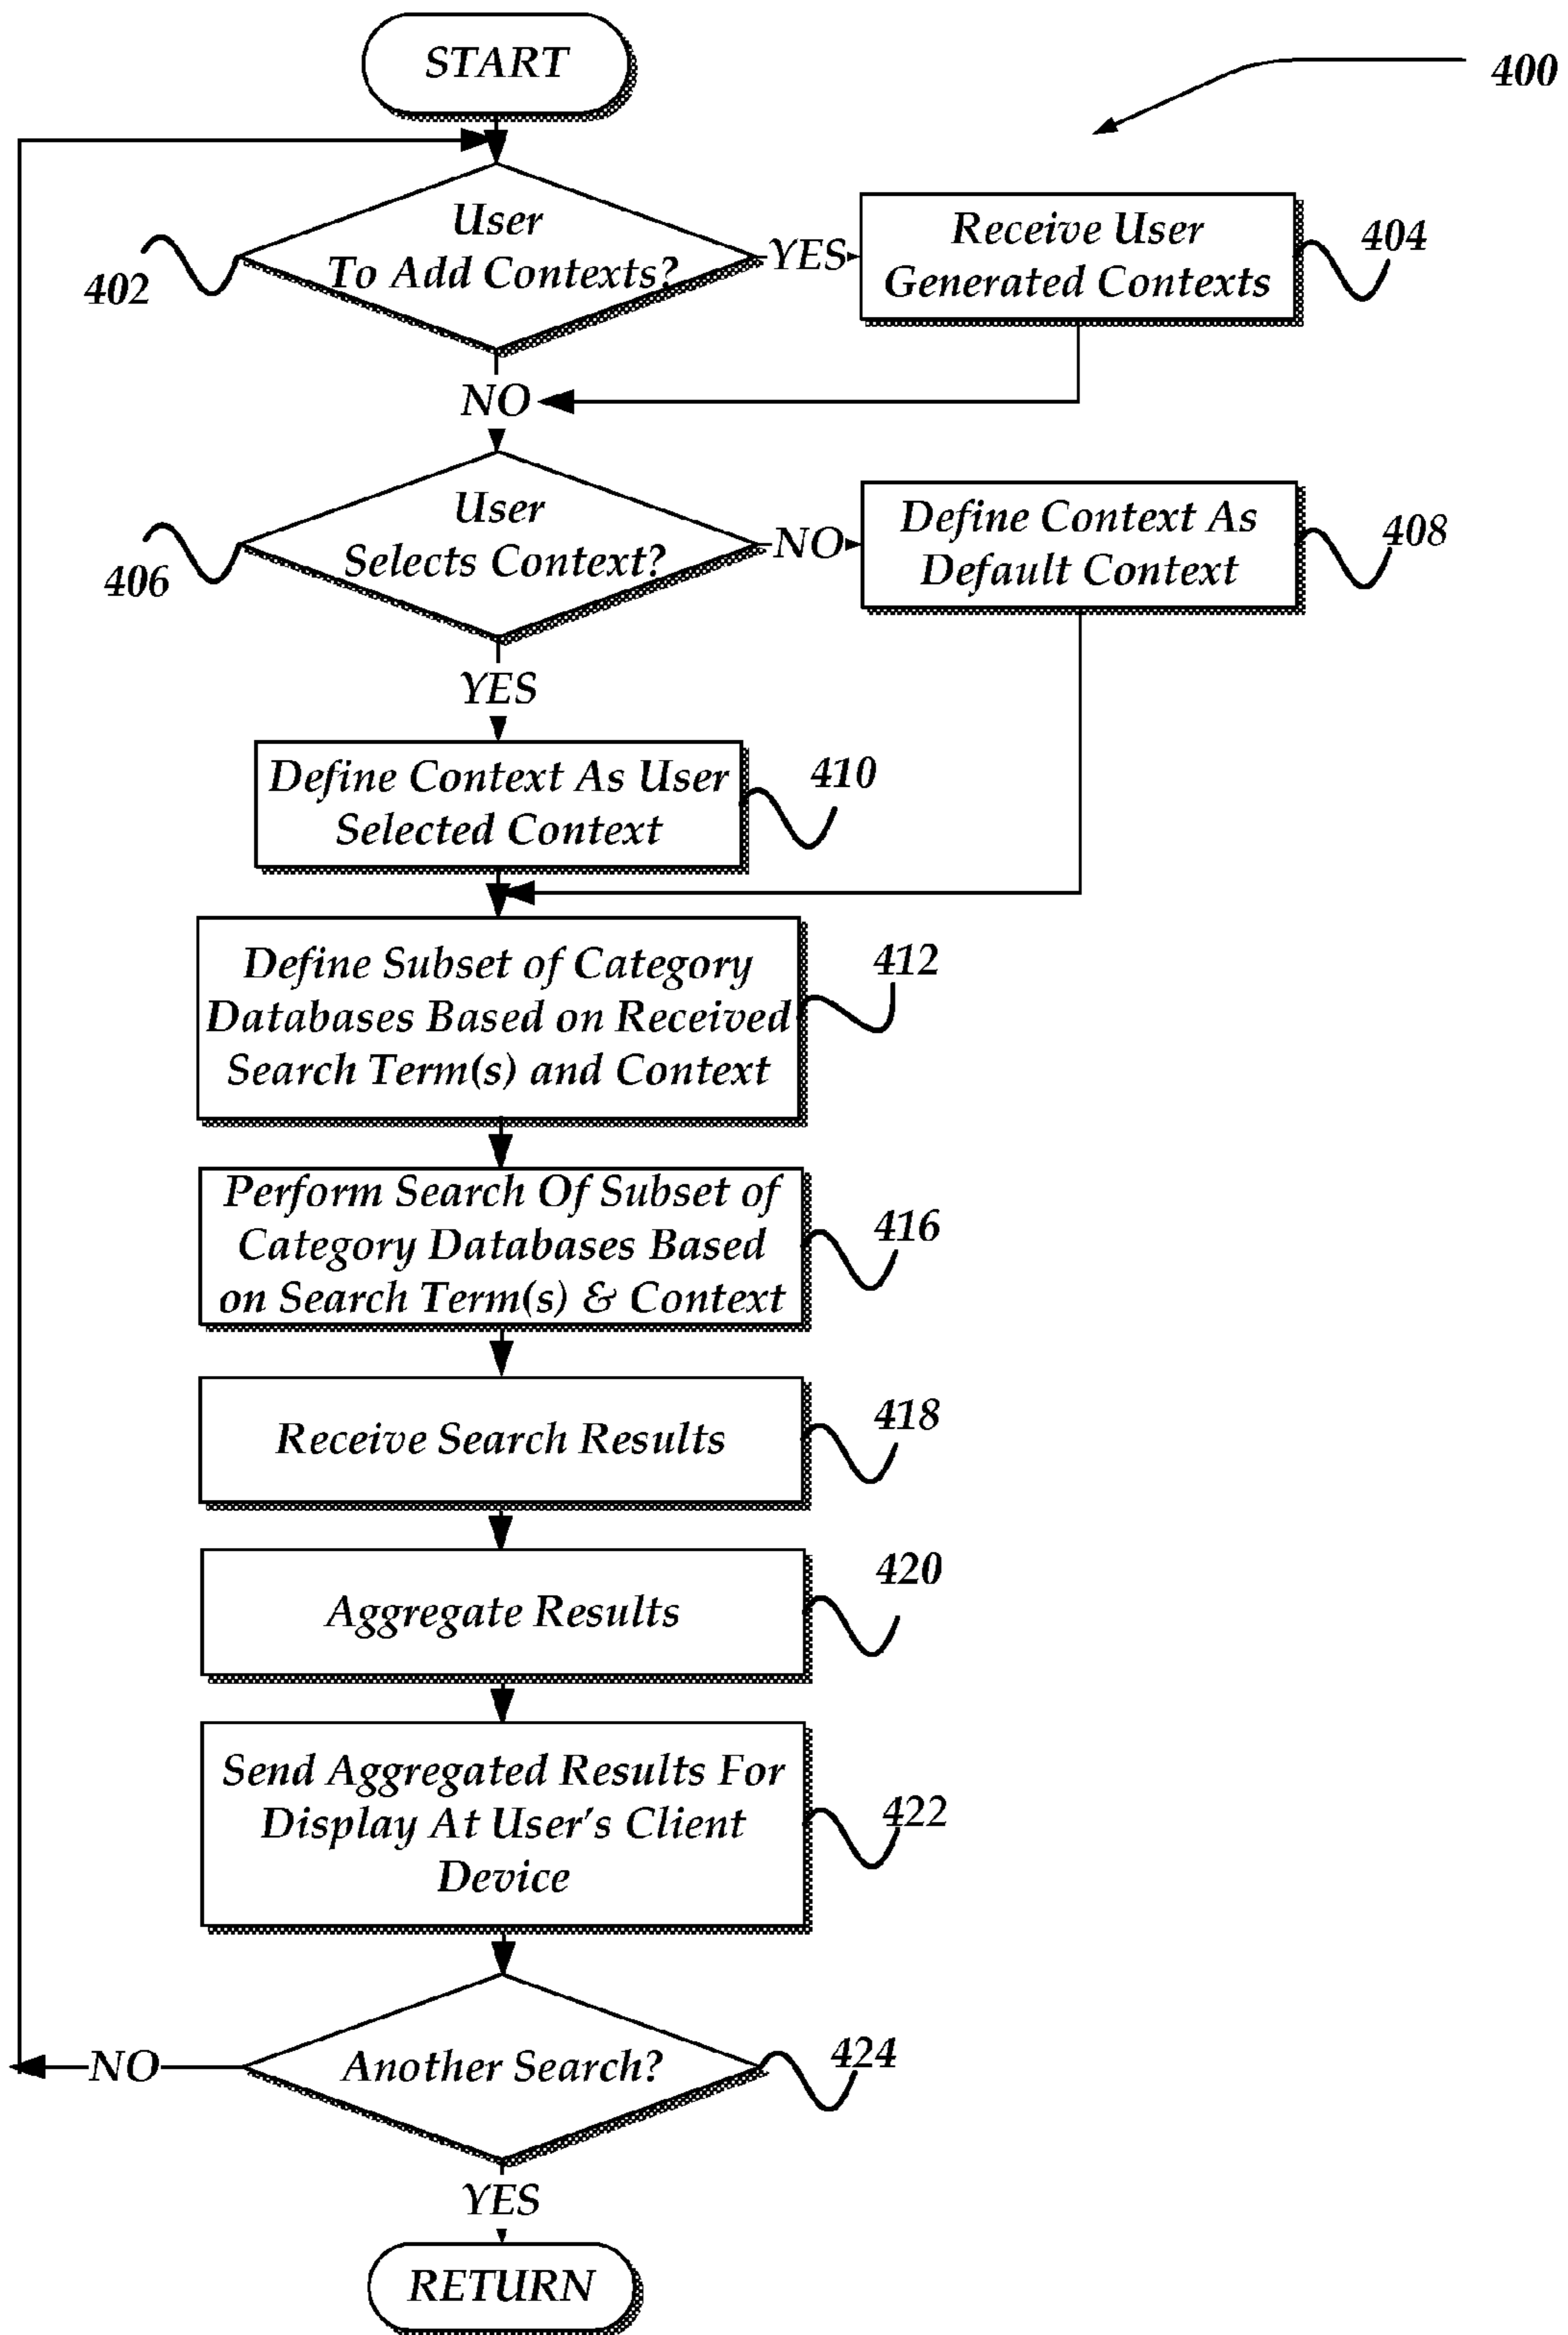 START
400
User
To Add Contexts?
402
YES
Receive User
Generated Contexts
404
NO
User
Selects Context?
406
NO
Define Context As
Default Context
408
YES
Define Context As User
Selected Context
410
Define Subset of Category
Databases Based on Received
Search Term(s) and Context
412
Perform Search Of Subset of
Category Databases Based
on Search Term(s) & Context
416
Receive Search Results
418
Aggregate Results
420
Send Aggregated Results For
Display At User's Client
Device
422
Another Search?
424
NO
YES
RETURN